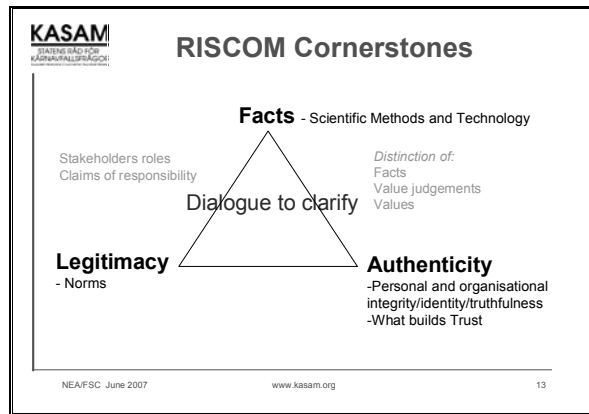 KASAM
STATENS RÅD FÖR
KÄRNAVFALLSFRÅGOR
RISCOM Cornerstones
Facts - Scientific Methods and Technology
Stakeholders roles
Claims of responsibility
Distinction of:
Facts
Value judgements
Values
Dialogue to clarify
Legitimacy
- Norms
Authenticity
-Personal and organisational
integrity/identity/truthfulness
-What builds Trust
NEA/FSC June 2007
www.kasam.org
13